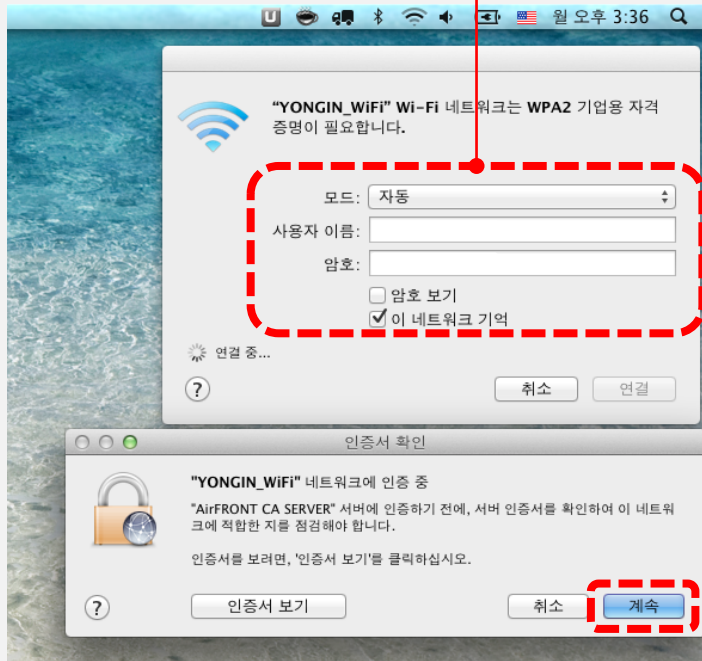 U 월 오후 3:36
"YONGIN_WiFi" Wi-Fi 네트워크는 WPA2 기업용 자격
증명이 필요합니다.
모드: 자동
사용자 이름:
암호:
암호 보기
이 네트워크 기억
연결 중...
? 취소 연결
인증서 확인
"YONGIN_WiFi" 네트워크에 인증 중
"AirFRONT CA SERVER" 서버에 인증하기 전에, 서버 인증서를 확인하여 이 네트워
크에 적합한 지를 점검해야 합니다.
인증서를 보려면, '인증서 보기'를 클릭하십시오.
? 인증서 보기 취소 계속